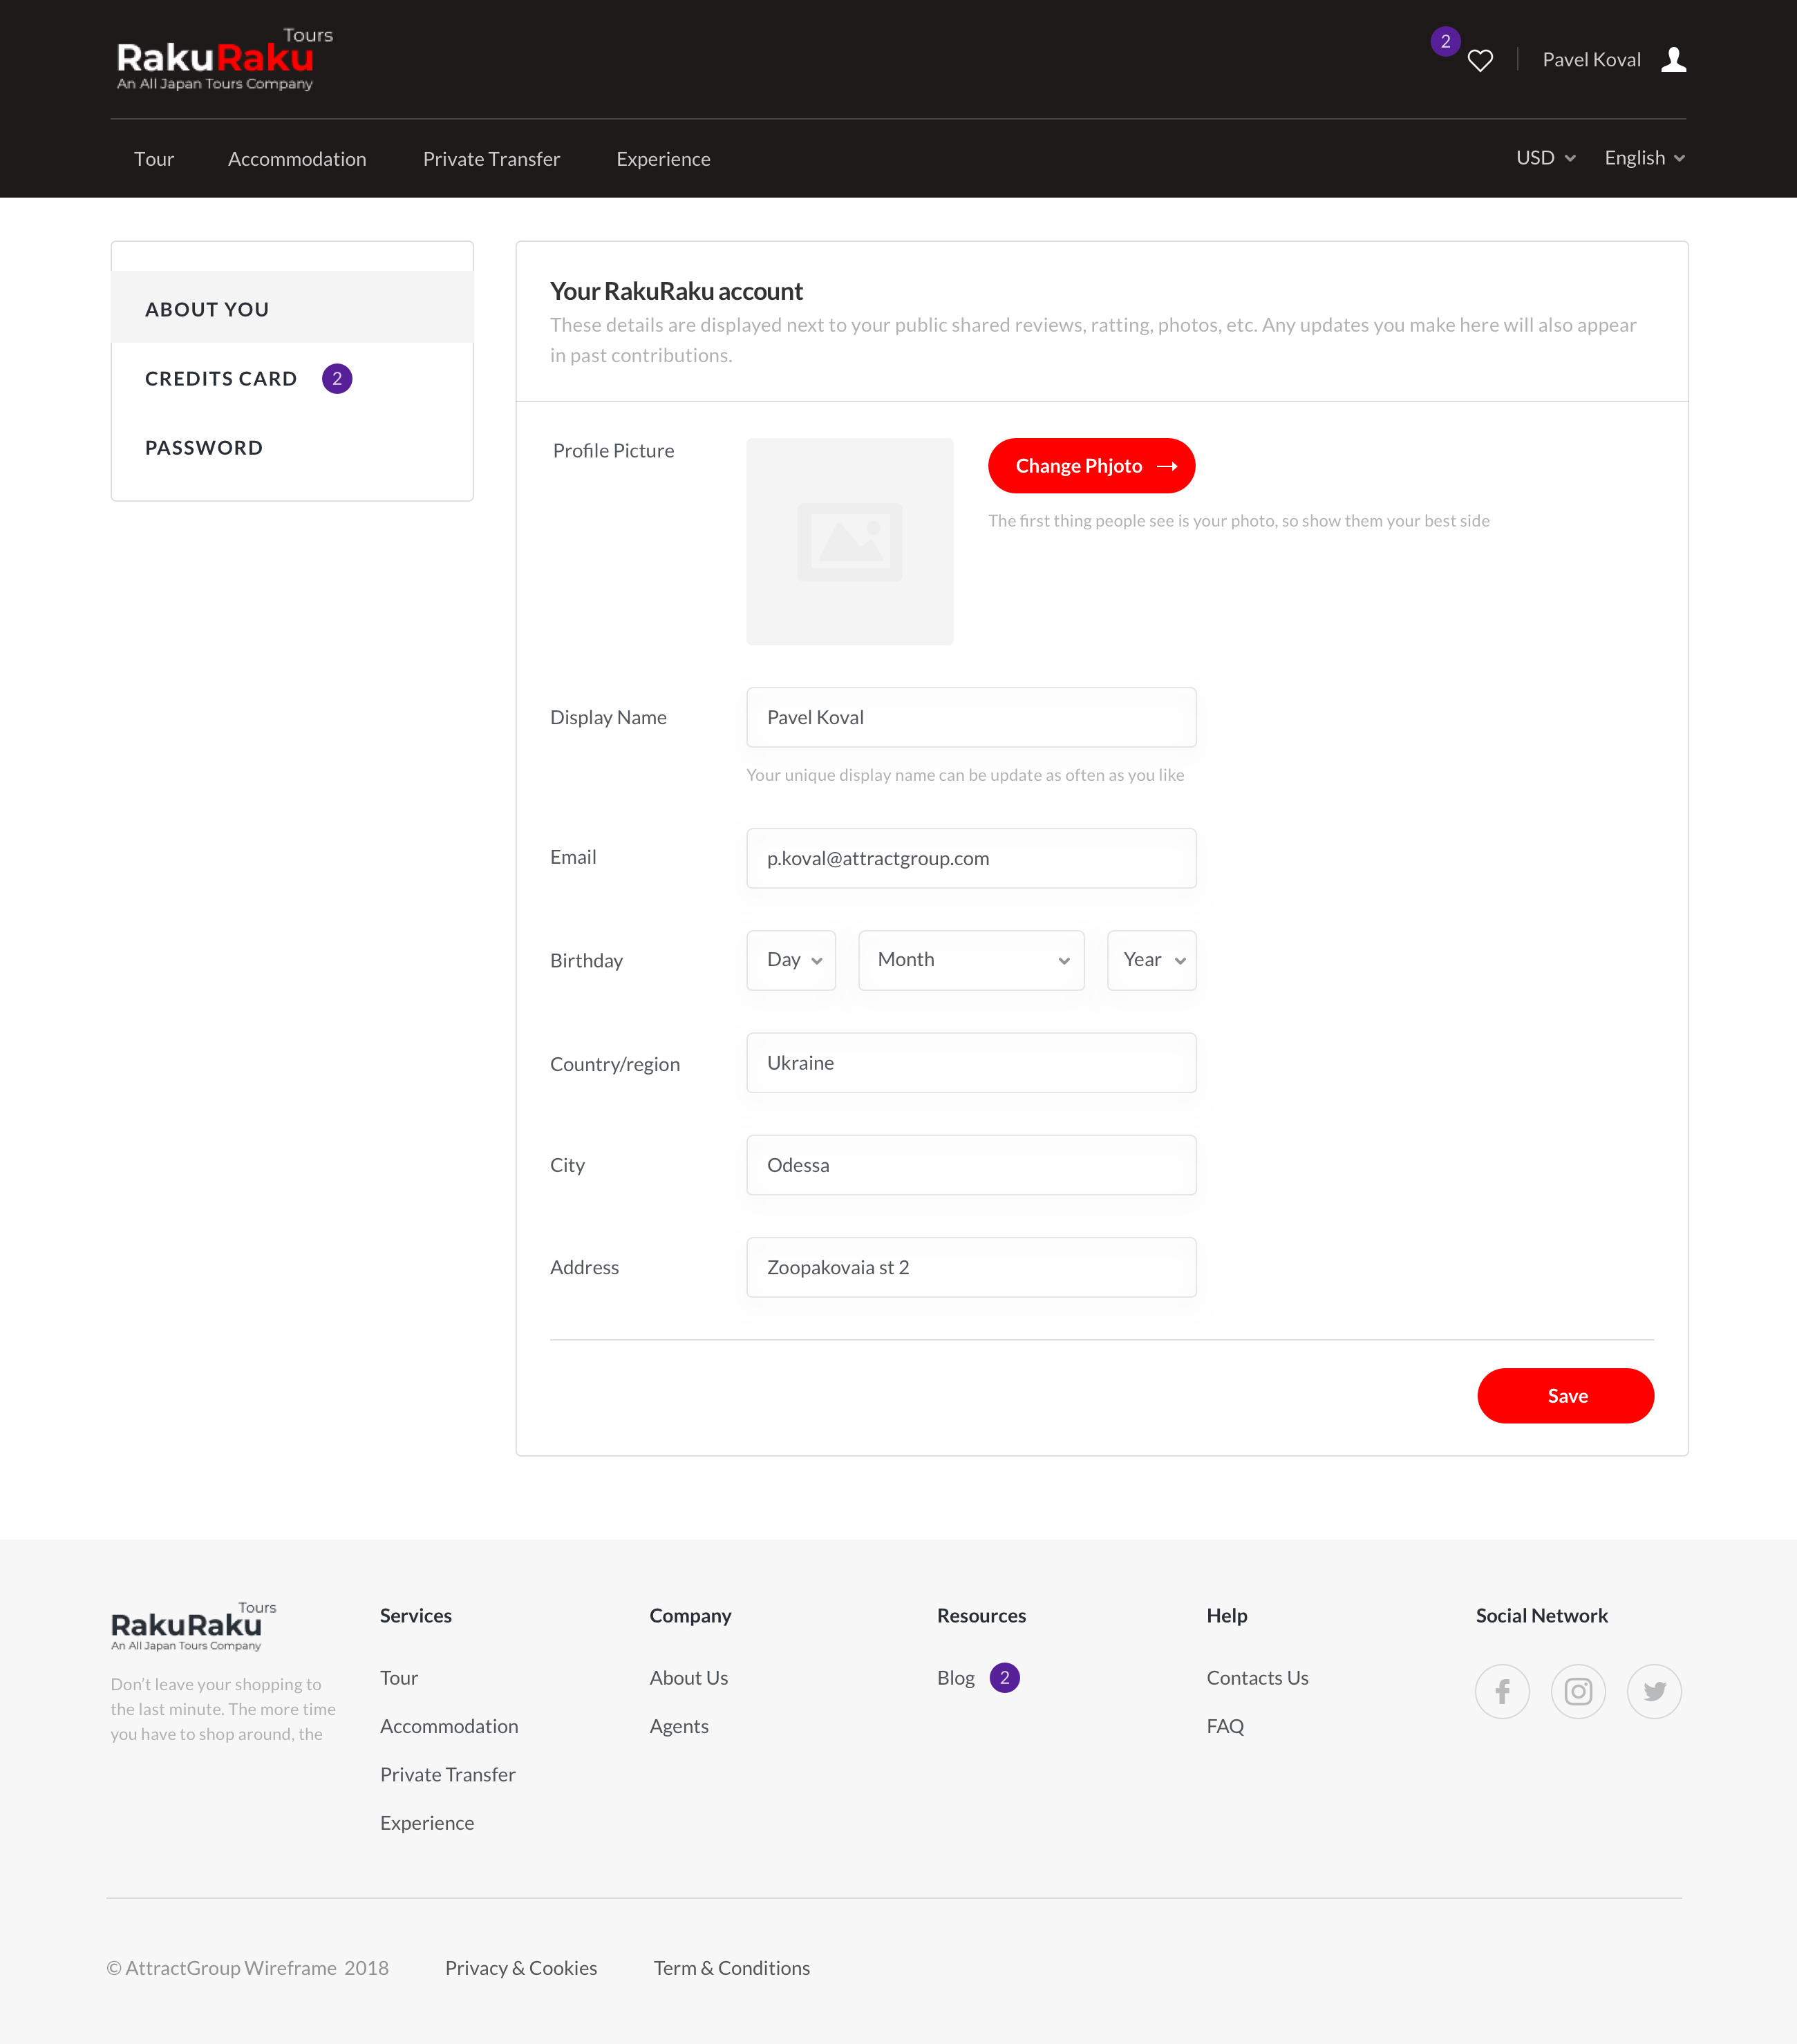 Tours
RakuRaku
An All Japan Tours Company
2
Pavel Koval
Tour
Accommodation
Private Transfer
Experience
USD
English
ABOUT YOU
CREDITS CARD
2
PASSWORD
Your RakuRaku account
These details are displayed next to your public shared reviews, ratting, photos, etc. Any updates you make here will also appear
in past contributions.
Profile Picture
Change Phjoto
The first thing people see is your photo, so show them your best side
Display Name
Pavel Koval
Your unique display name can be update as often as you like
Email
p.koval@attractgroup.com
Birthday
Day
Month
Year
Country/region
Ukraine
City
Odessa
Address
Zoopakovaia st 2
Save
Tours
RakuRaku
An All Japan Tours Company
Don't leave your shopping to
the last minute. The more time
you have to shop around, the
Services
Tour
Accommodation
Private Transfer
Experience
Company
About Us
Agents
Resources
Blog
2
Help
Contacts Us
FAQ
Social Network
© AttractGroup Wireframe 2018
Privacy & Cookies
Term & Conditions